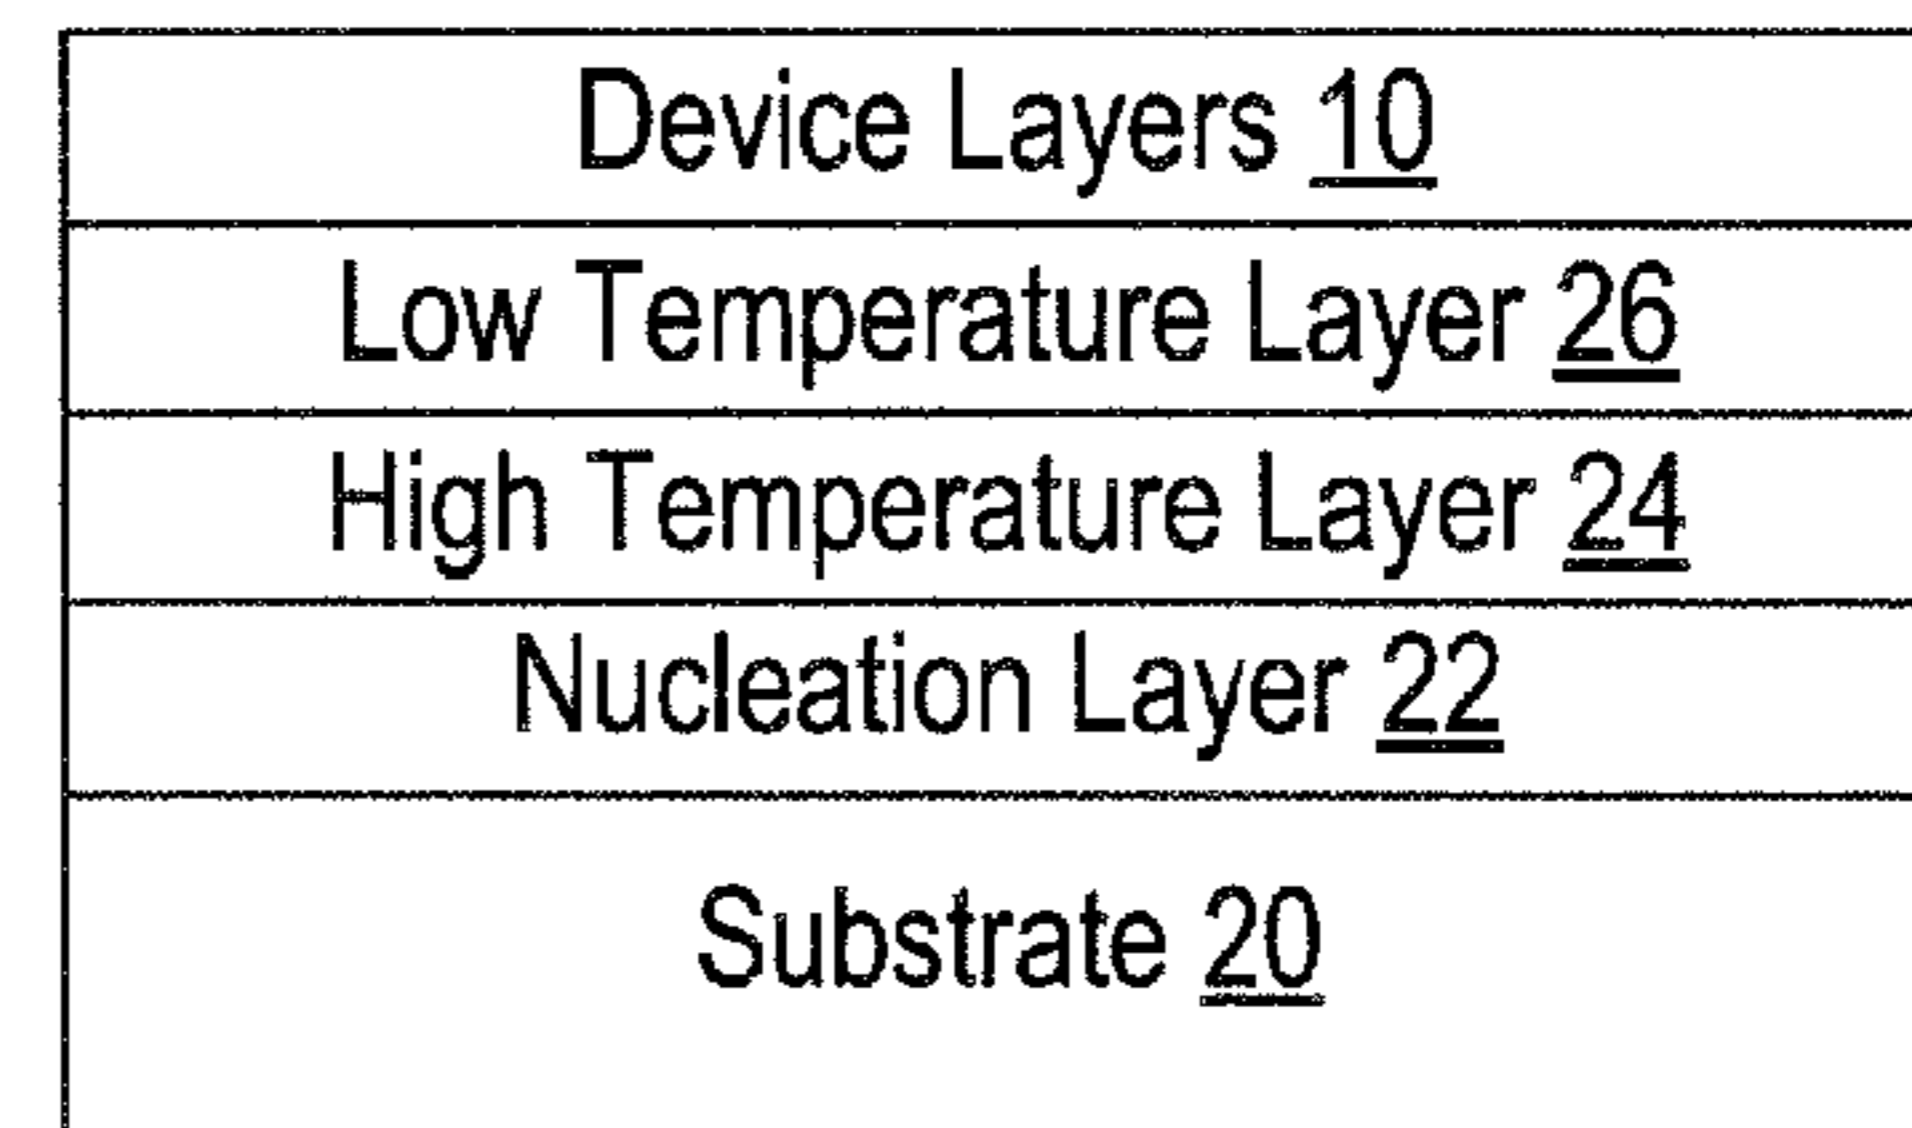 Device Layers 10
Low Temperature Layer 26
High Temperature Layer 24
Nucleation Layer 22
Substrate 20